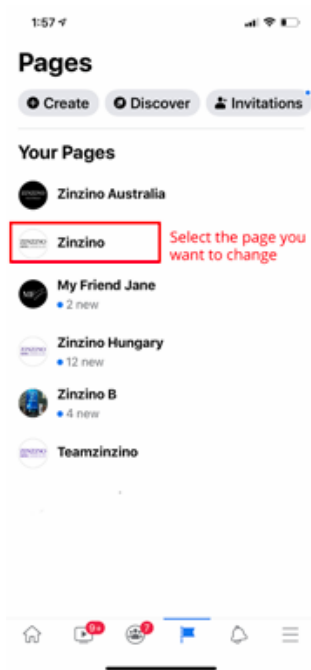 1:57
Pages
Create
Discover
Invitations
Your Pages
Zinzino Australia
Zinzino
Select the page you
want to change
My Friend Jane
2 new
Zinzino Hungary
12 new
Zinzino B
4 new
Teamzinzino
9+
7